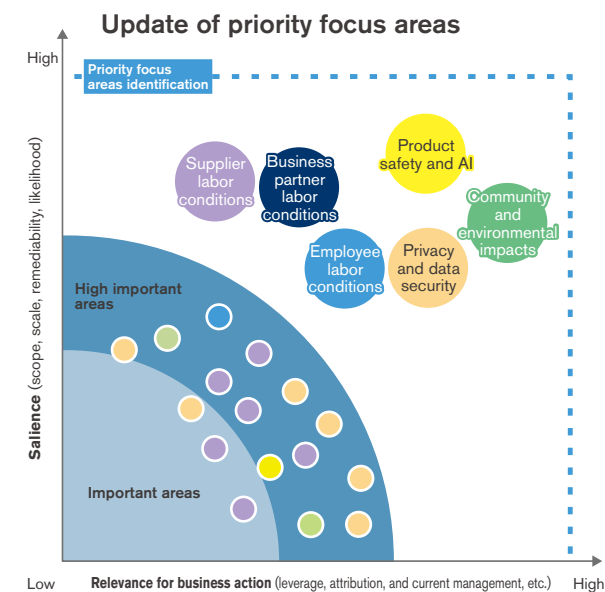 Update of priority focus areas
High
Priority focus
areas identification
Product
safety and AI
Supplier
labor
conditions
Business
partner
labor
conditions
Community
and
environmental
impacts
Employee
labor
conditions
Privacy
and data
security
High important
areas
Important areas
Salience (scope, scale, remediability, likelihood)
Low
Relevance for business action (leverage, attribution, and current management, etc.)
High